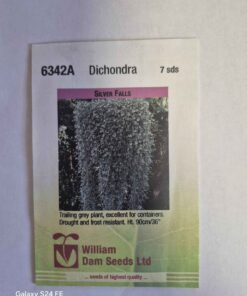 6342A Dichondra 7 sds
SILVER FALLS
Trailing grey plant, excellent for containers.
Drought and frost resistant. Ht. 90cm/36"
William
Dam Seeds Ltd
... seeds of highest quality ...
Galaxy S24 FE